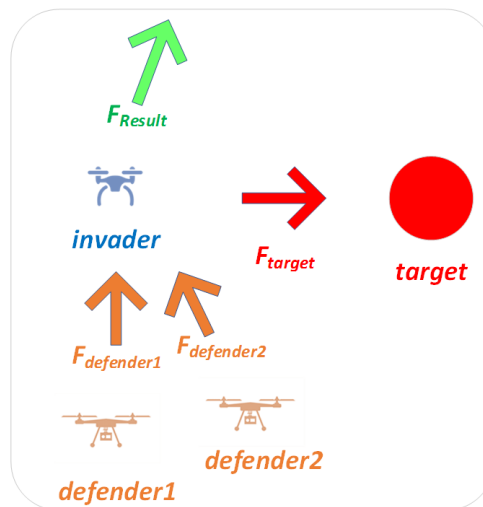 F_Result
invader
F_target
target
F_defender1
F_defender2
defender2
defender1